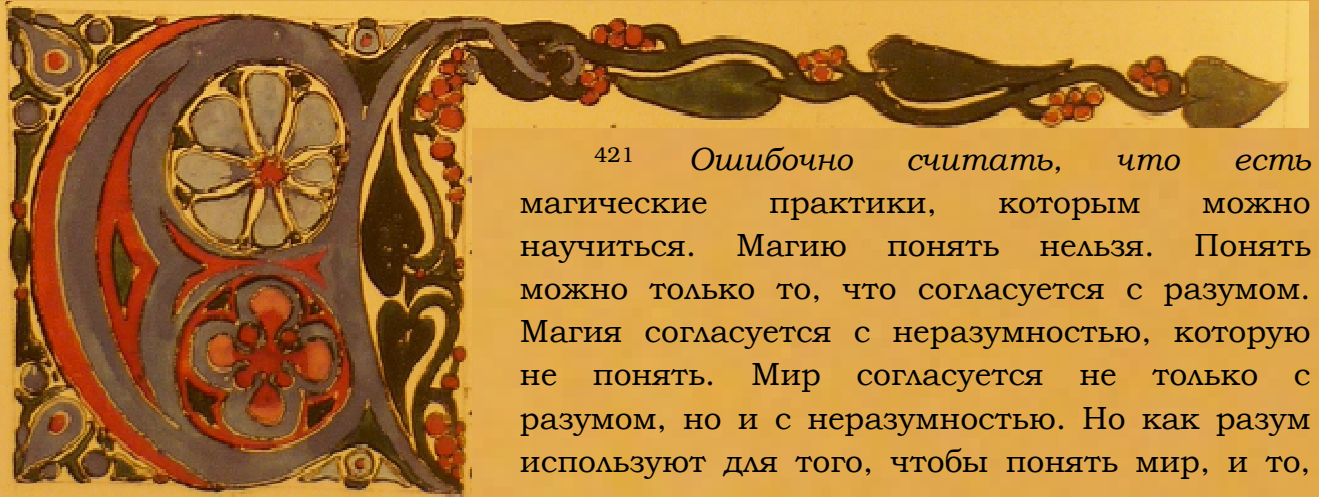 421 Ошибочно считать, что есть
магические практики, которым можно
научиться. Магию понять нельзя. Понять
можно только то, что согласуется с разумом.
Магия согласуется с неразумностью, которую
не понять. Мир согласуется не только с
разумом, но и с неразумностью. Но как разум
используют для того, чтобы понять мир, и то,